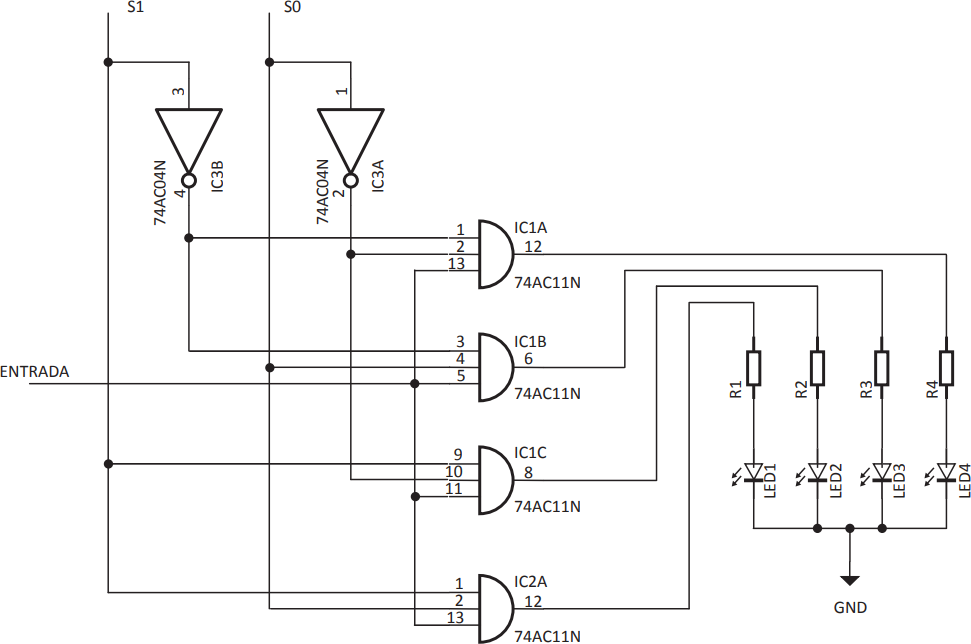 S1
S0
3
1
74AC04N
4
IC3B
74AC04N
2
IC3A
1
2
13
IC1A
12
74AC11N
3
4
5
IC1B
6
74AC11N
ENTRADA
R1
R2
R3
R4
9
10
11
IC1C
8
74AC11N
LED1
LED2
LED3
LED4
1
2
13
IC2A
12
74AC11N
GND